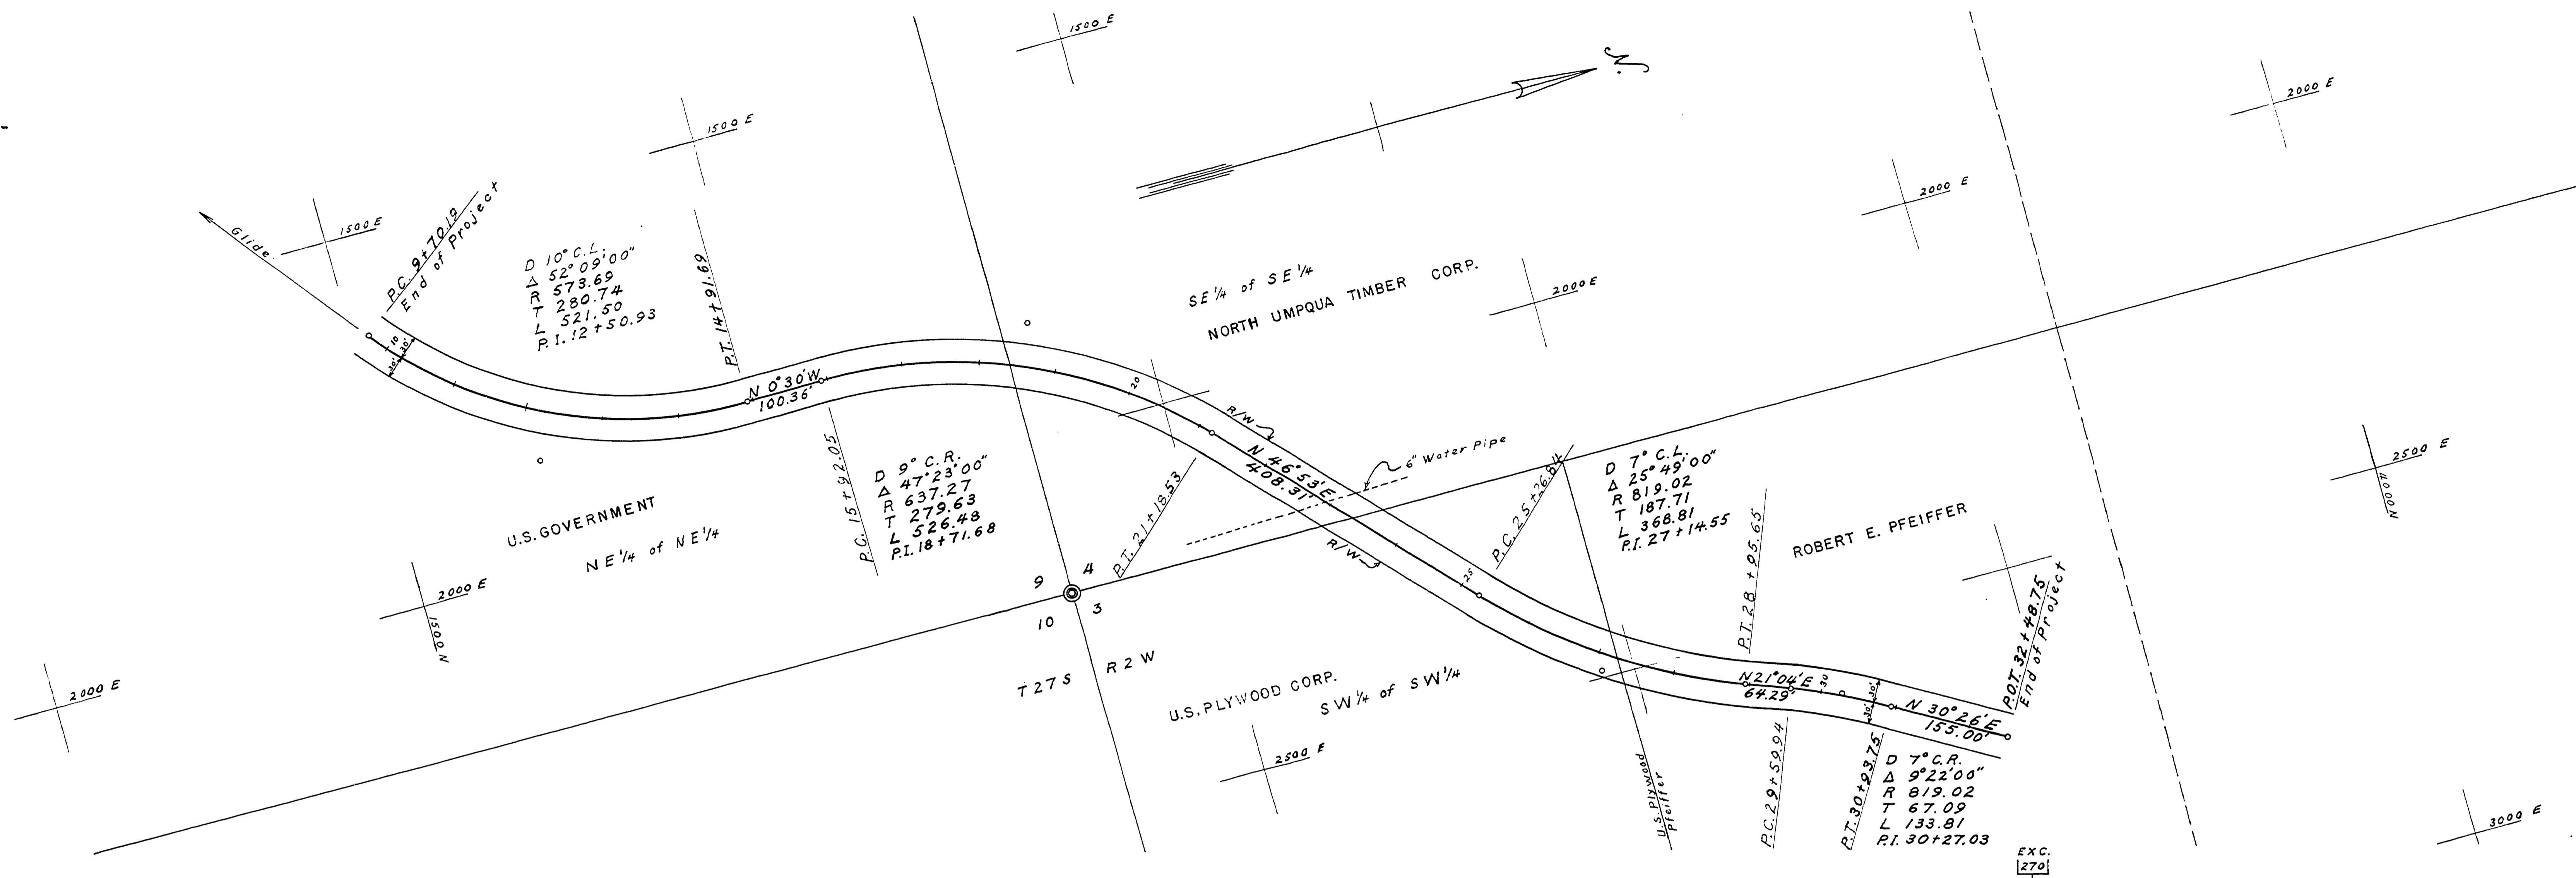 1500 E
N.
2000 E
1500 E
2000 E
1500 E
Glide
P.C. 9+70.19
End of Project
D 10° C.L.
Δ 52° 09' 00"
R 573.69
T 280.74
L 521.50
P.I. 12+50.93
P.T. 14+91.69
SE 1/4 of SE 1/4
NORTH UMPQUA TIMBER CORP.
2000 E
10
30'
30'
N 0° 30' W
100.36'
20
R/W
N 46° 53' E
408.31'
6" Water Pipe
R/W
P.C. 15+92.05
D 9° C.R.
Δ 47° 23' 00"
R 637.27
T 279.63
L 526.48
P.I. 18+71.68
P.T. 21+18.53
P.C. 25+26.84
D 7° C.L.
Δ 25° 49' 00"
R 819.02
T 187.71
L 368.81
P.I. 27+14.55
P.T. 28+95.65
ROBERT E. PFEIFFER
2500 E
4000 N
U.S. GOVERNMENT
NE 1/4 of NE 1/4
2000 E
1500 N
9 4
10 3
25
P.O.T. 32+48.75
End of Project
2000 E
T 27 S R 2 W
U.S. PLYWOOD CORP.
SW 1/4 of SW 1/4
2500 E
N 21° 04' E
64.29'
30
30'
30'
N 30° 26' E
155.00'
U.S. Plywood
Pfeiffer
P.C. 29+59.94
P.T. 30+93.75
D 7° C.R.
Δ 9° 22' 00"
R 819.02
T 67.09
L 133.81
P.I. 30+27.03
3000 E
EXC.
270